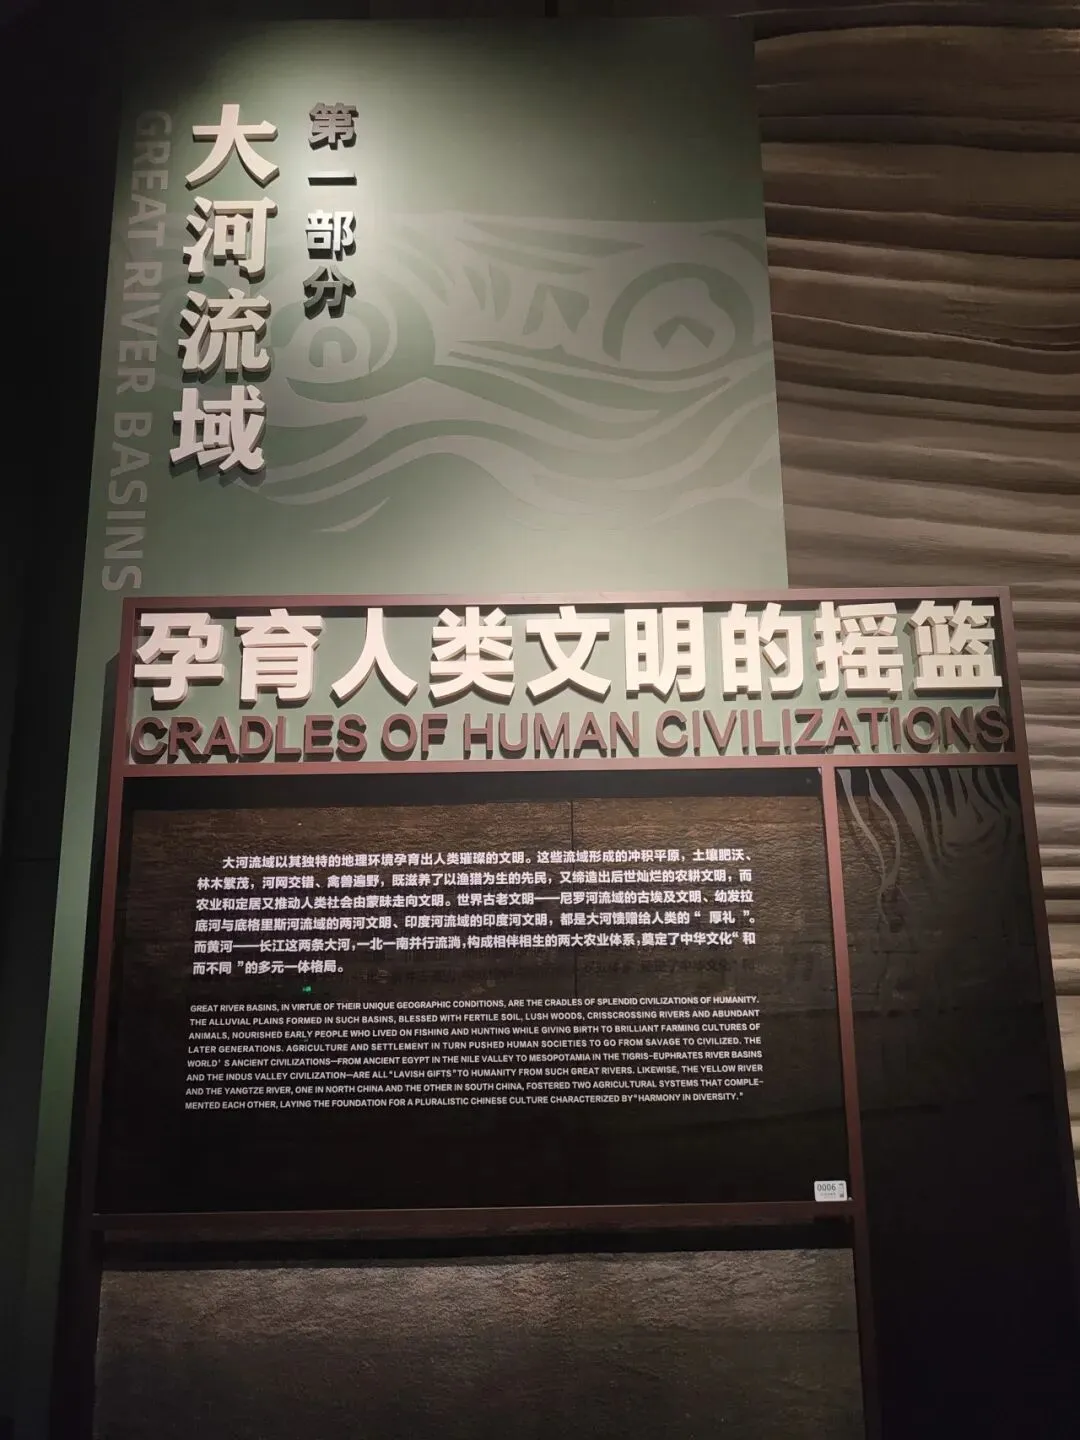 第一部分
大河流域
GREAT RIVER BASINS
孕育人类文明的摇篮
CRADLES OF HUMAN CIVILIZATIONS
大河流域以其独特的地理环境孕育出人类璀璨的文明。这些流域形成的冲积平原，土壤肥沃、
林木繁茂，河网交错、禽兽遍野，既滋养了以渔猎为生的先民，又缔造出后世灿烂的农耕文明，而
农业和定居又推动人类社会由蒙昧走向文明。世界古老文明——尼罗河流域的古埃及文明、幼发拉
底河与底格里斯河流域的两河文明、印度河流域的印度河文明，都是大河馈赠给人类的“厚礼”。
而黄河——长江这两条大河，一北一南并行流淌，构成相伴相生的两大农业体系，奠定了中华文化“和
而不同”的多元一体格局。
GREAT RIVER BASINS, IN VIRTUE OF THEIR UNIQUE GEOGRAPHIC CONDITIONS, ARE THE CRADLES OF SPLENDID CIVILIZATIONS OF HUMANITY.
THE ALLUVIAL PLAINS FORMED IN SUCH BASINS, BLESSED WITH FERTILE SOIL, LUSH WOODS, CRISSCROSSING RIVERS AND ABUNDANT
ANIMALS, NOURISHED EARLY PEOPLE WHO LIVED ON FISHING AND HUNTING WHILE GIVING BIRTH TO BRILLIANT FARMING CULTURES OF
LATER GENERATIONS. AGRICULTURE AND SETTLEMENT IN TURN PUSHED HUMAN SOCIETIES TO GO FROM SAVAGE TO CIVILIZED. THE
WORLD'S ANCIENT CIVILIZATIONS—FROM ANCIENT EGYPT IN THE NILE VALLEY TO MESOPOTAMIA IN THE TIGRIS-EUPHRATES RIVER BASINS
AND THE INDUS VALLEY CIVILIZATION—ARE ALL "LAVISH GIFTS" TO HUMANITY FROM SUCH GREAT RIVERS. LIKEWISE, THE YELLOW RIVER
AND THE YANGTZE RIVER, ONE IN NORTH CHINA AND THE OTHER IN SOUTH CHINA, FOSTERED TWO AGRICULTURAL SYSTEMS THAT COMPLE-
MENTED EACH OTHER, LAYING THE FOUNDATION FOR A PLURALISTIC CHINESE CULTURE CHARACTERIZED BY "HARMONY IN DIVERSITY."
0006